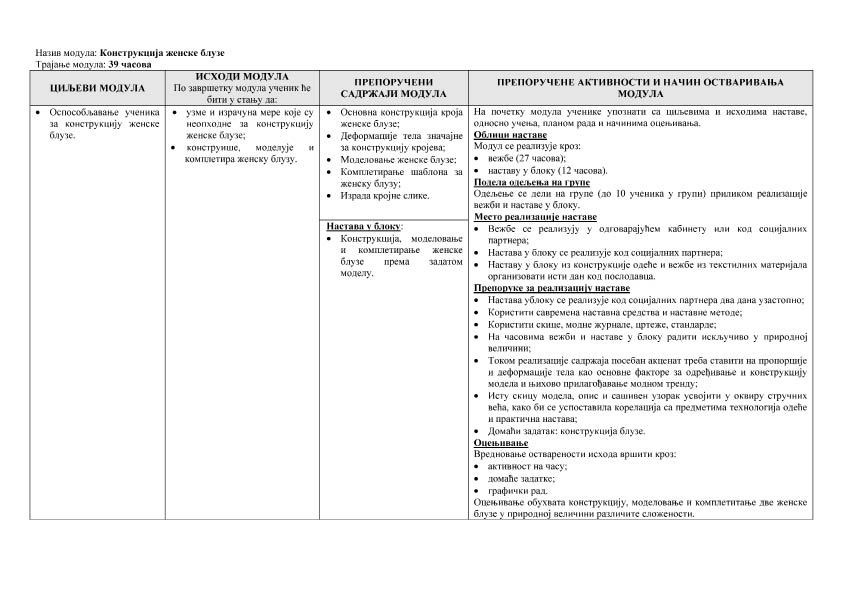 Назив модула: Конструкција женске блузе
Трајање модула: 39 часова
ЦИЉЕВИ МОДУЛА
ИСХОДИ МОДУЛА
По завршетку модула ученик ће
бити у стању да:
ПРЕПОРУЧЕНИ
САДРЖАЈИ МОДУЛА
ПРЕПОРУЧЕНЕ АКТИВНОСТИ И НАЧИН ОСТВАРИВАЊА
МОДУЛА
• Оспособљавање ученика
за конструкцију женске
блузе.
• узме и израчуна мере које су
неопходне за конструкцију
женске блузе;
• конструише, моделује и
комплетира женску блузу.
• Основна конструкција кроја
женске блузе;
• Деформације тела значајне
за конструкцију кројева;
• Моделовање женске блузе;
• Комплетирање шаблона за
женску блузу;
• Израда кројне слике.
Настава у блоку:
• Конструкција, моделовање
и комплетирање женске
блузе према задатом
моделу.
На почетку модула ученике упознати са циљевима и исходима наставе,
односно учења, планом рада и начинима оцењивања.
Облици наставе
Модул се реализује кроз:
• вежбе (27 часова);
• наставу у блоку (12 часова).
Подела одељења на групе
Одељење се дели на групе (до 10 ученика у групи) приликом реализације
вежби и наставе у блоку.
Место реализације наставе
• Вежбе се реализују у одговарајућем кабинету или код социјалних
партнера;
• Настава у блоку се реализује код социјалних партнера;
• Наставу у блоку из конструкције одеће и вежбе из текстилних материјала
организовати исти дан код послодавца.
Препоруке за реализацију наставе
• Настава ублоку се реализује код социјалних партнера два дана узастопно;
• Користити савремена наставна средства и наставне методе;
• Користити скице, модне журнале, цртеже, стандарде;
• На часовима вежби и наставе у блоку радити искључиво у природној
величини;
• Током реализације садржаја посебан акценат треба ставити на пропорције
и деформације тела као основне факторе за одређивање и конструкцију
модела и њихово прилагођавање модном тренду;
• Исту скицу модела, опис и сашивен узорак усвојити у оквиру стручних
већа, како би се успоставила корелација са предметима технологија одеће
и практична настава;
• Домаћи задатак: конструкција блузе.
Оцењивање
Вредновање остварености исхода вршити кроз:
• активност на часу;
• домаће задатке;
• графички рад.
Оцењивање обухвата конструкцију, моделовање и комплетитање две женске
блузе у природној величини различите сложености.